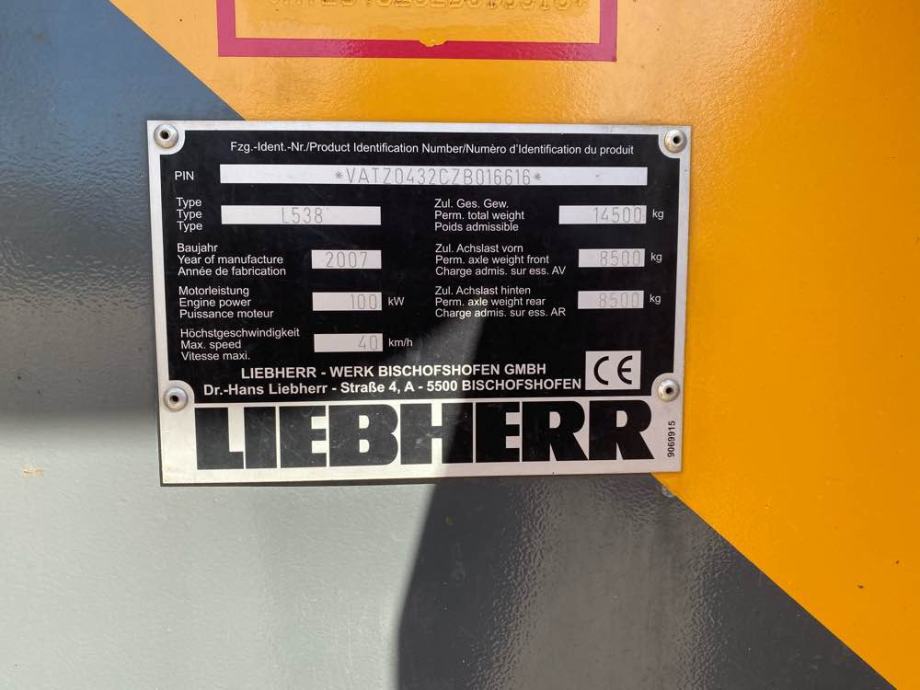 Fzg.-Ident.-Nr./Product Identification Number/Numèro d'Identification du produit
PIN *VATZ0432CZB016616*
Type
Type L538
Type
Zul. Ges. Gew.
Perm. total weight 14500 kg
Poids admissible
Baujahr
Year of manufacture 2007
Année de fabrication
Zul. Achslast vorn
Perm. axle weight front 8500 kg
Charge admis. sur ess. AV
Motorleistung
Engine power 100 kW
Puissance moteur
Zul. Achslast hinten
Perm. axle weight rear 8500 kg
Charge admis. sur ess. AR
Höchstgeschwindigkeit
Max. speed 40 km/h
Vitesse maxi.
LIEBHERR - WERK BISCHOFSHOFEN GMBH
Dr.-Hans Liebherr - Straße 4, A - 5500 BISCHOFSHOFEN
CE
LIEBHERR
9069915